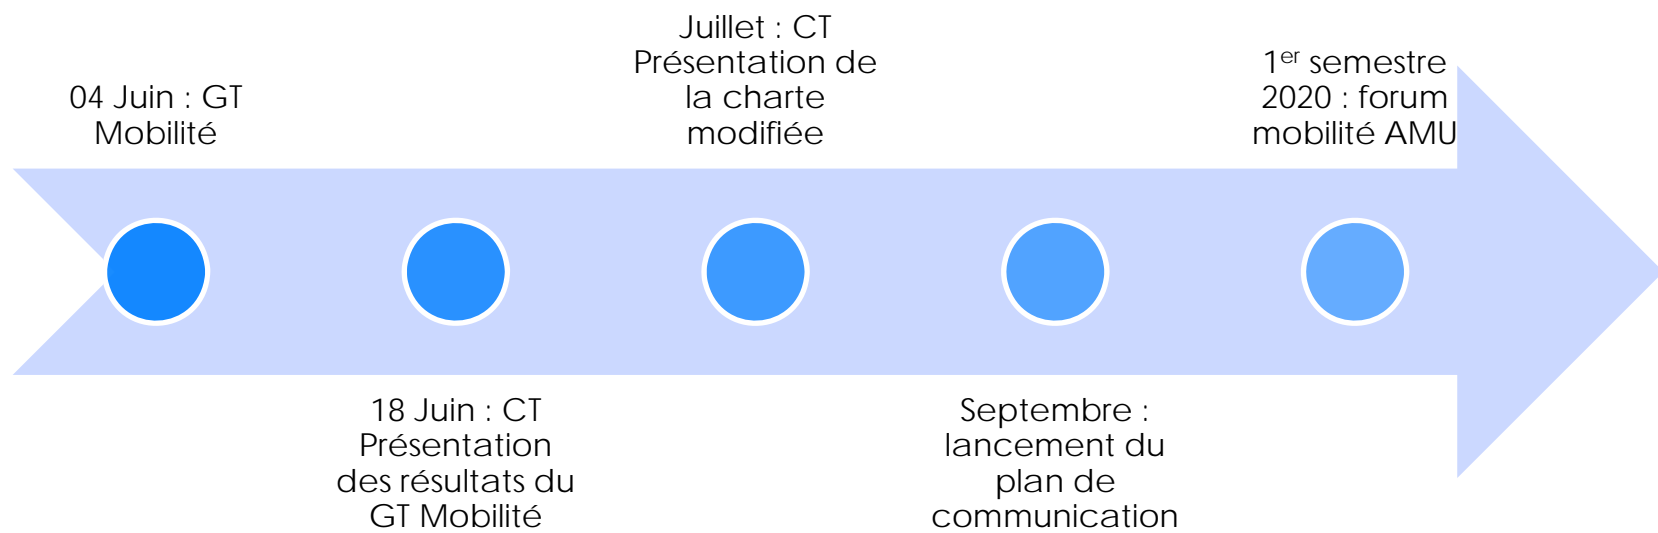 04 Juin : GT
Mobilité
18 Juin : CT
Présentation
des résultats du
GT Mobilité
Juillet : CT
Présentation de
la charte
modifiée
Septembre :
lancement du
plan de
communication
1er semestre
2020 : forum
mobilité AMU